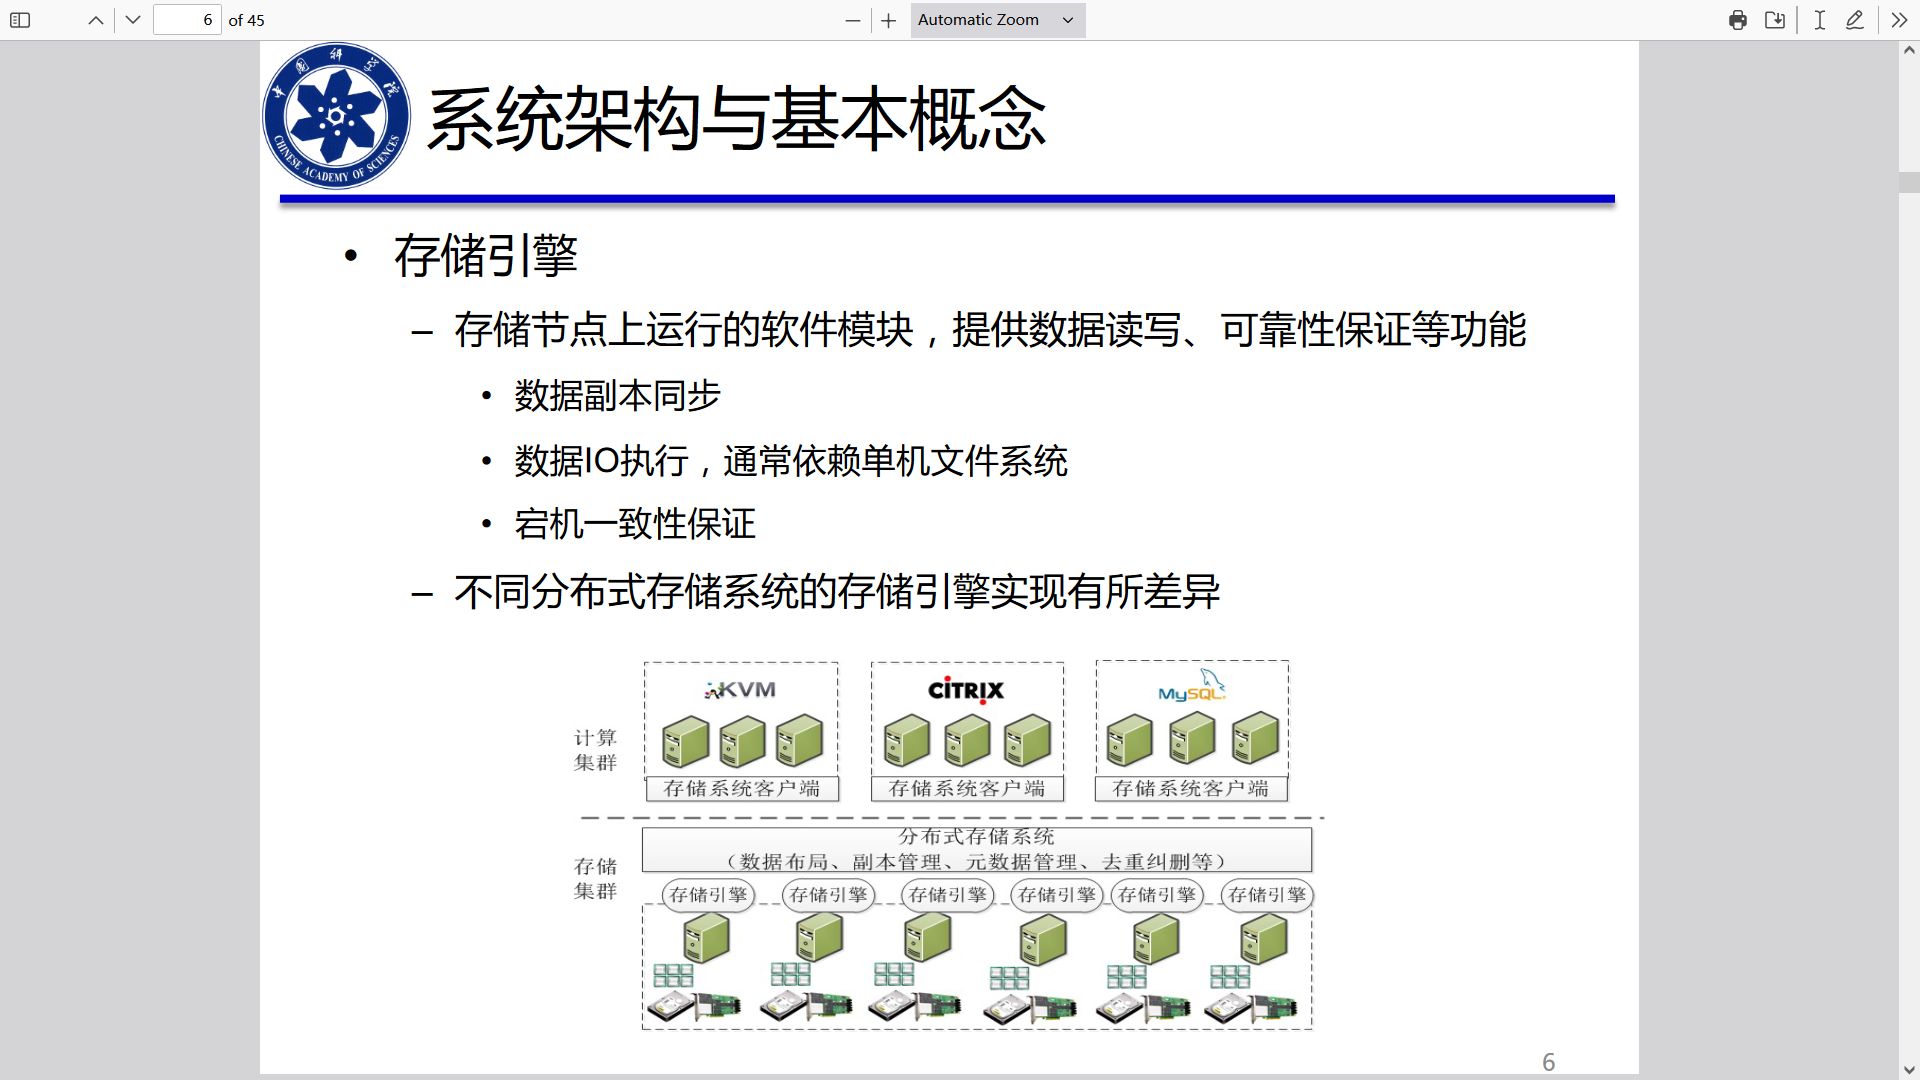 6 of 45
Automatic Zoom
中国科学院
CHINESE ACADEMY OF SCIENCES
系统架构与基本概念
• 存储引擎
– 存储节点上运行的软件模块，提供数据读写、可靠性保证等功能
• 数据副本同步
• 数据IO执行，通常依赖单机文件系统
• 宕机一致性保证
– 不同分布式存储系统的存储引擎实现有所差异
KVM CITRIX MySQL
计算
集群
存储系统客户端 存储系统客户端 存储系统客户端
分布式存储系统
（数据布局、副本管理、元数据管理、去重纠删等）
存储
集群
存储引擎 存储引擎 存储引擎 存储引擎 存储引擎 存储引擎
6